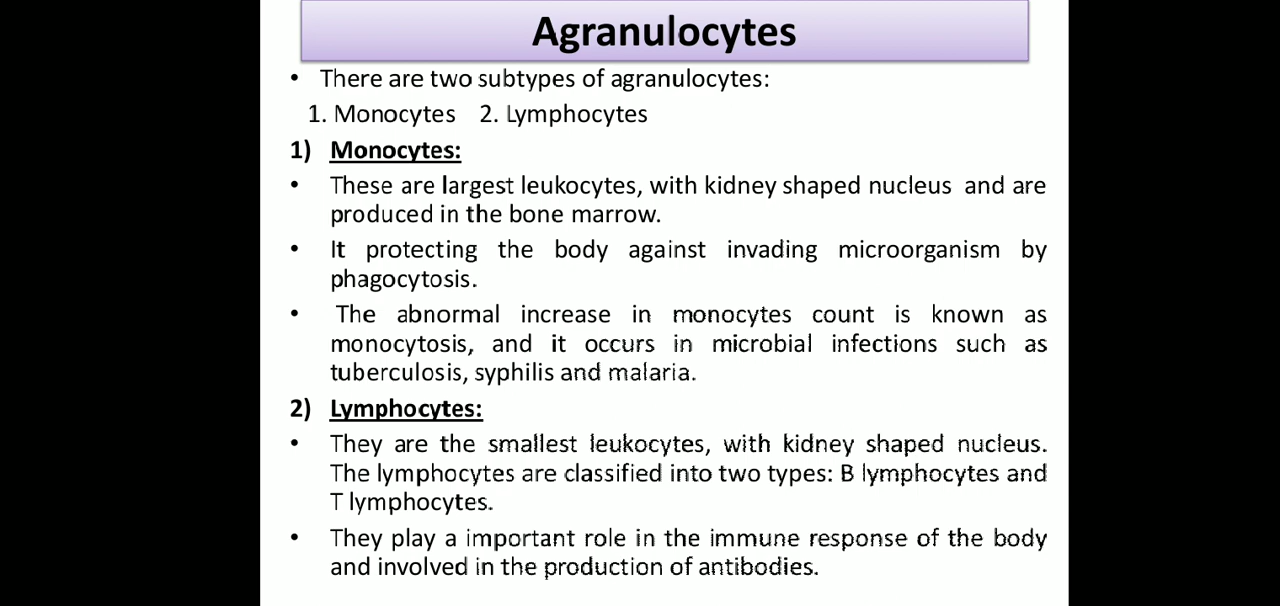 Agranulocytes
• There are two subtypes of agranulocytes:
1. Monocytes 2. Lymphocytes
1) Monocytes:
• These are largest leukocytes, with kidney shaped nucleus and are
produced in the bone marrow.
• It protecting the body against invading microorganism by
phagocytosis.
• The abnormal increase in monocytes count is known as
monocytosis, and it occurs in microbial infections such as
tuberculosis, syphilis and malaria.
2) Lymphocytes:
• They are the smallest leukocytes, with kidney shaped nucleus.
The lymphocytes are classified into two types: B lymphocytes and
T lymphocytes.
• They play a important role in the immune response of the body
and involved in the production of antibodies.